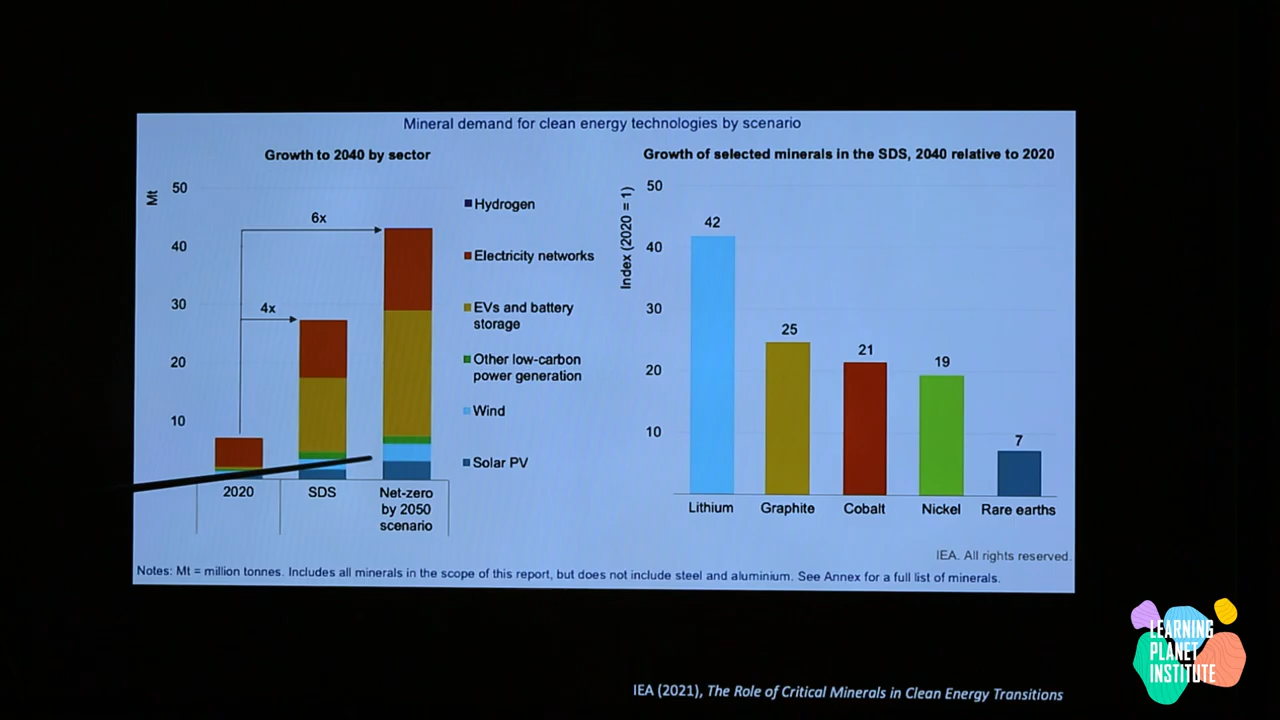 Mineral demand for clean energy technologies by scenario
Growth to 2040 by sector
Mt
50
40
30
20
10
6x
4x
2020
SDS
Net-zero
by 2050
scenario
Hydrogen
Electricity networks
EVs and battery
storage
Other low-carbon
power generation
Wind
Solar PV
Growth of selected minerals in the SDS, 2040 relative to 2020
Index (2020 = 1)
50
40
30
20
10
42
25
21
19
7
Lithium
Graphite
Cobalt
Nickel
Rare earths
IEA. All rights reserved.
Notes: Mt = million tonnes. Includes all minerals in the scope of this report, but does not include steel and aluminium. See Annex for a full list of minerals.
IEA (2021), The Role of Critical Minerals in Clean Energy Transitions
LEARNING
PLANET
INSTITUTE